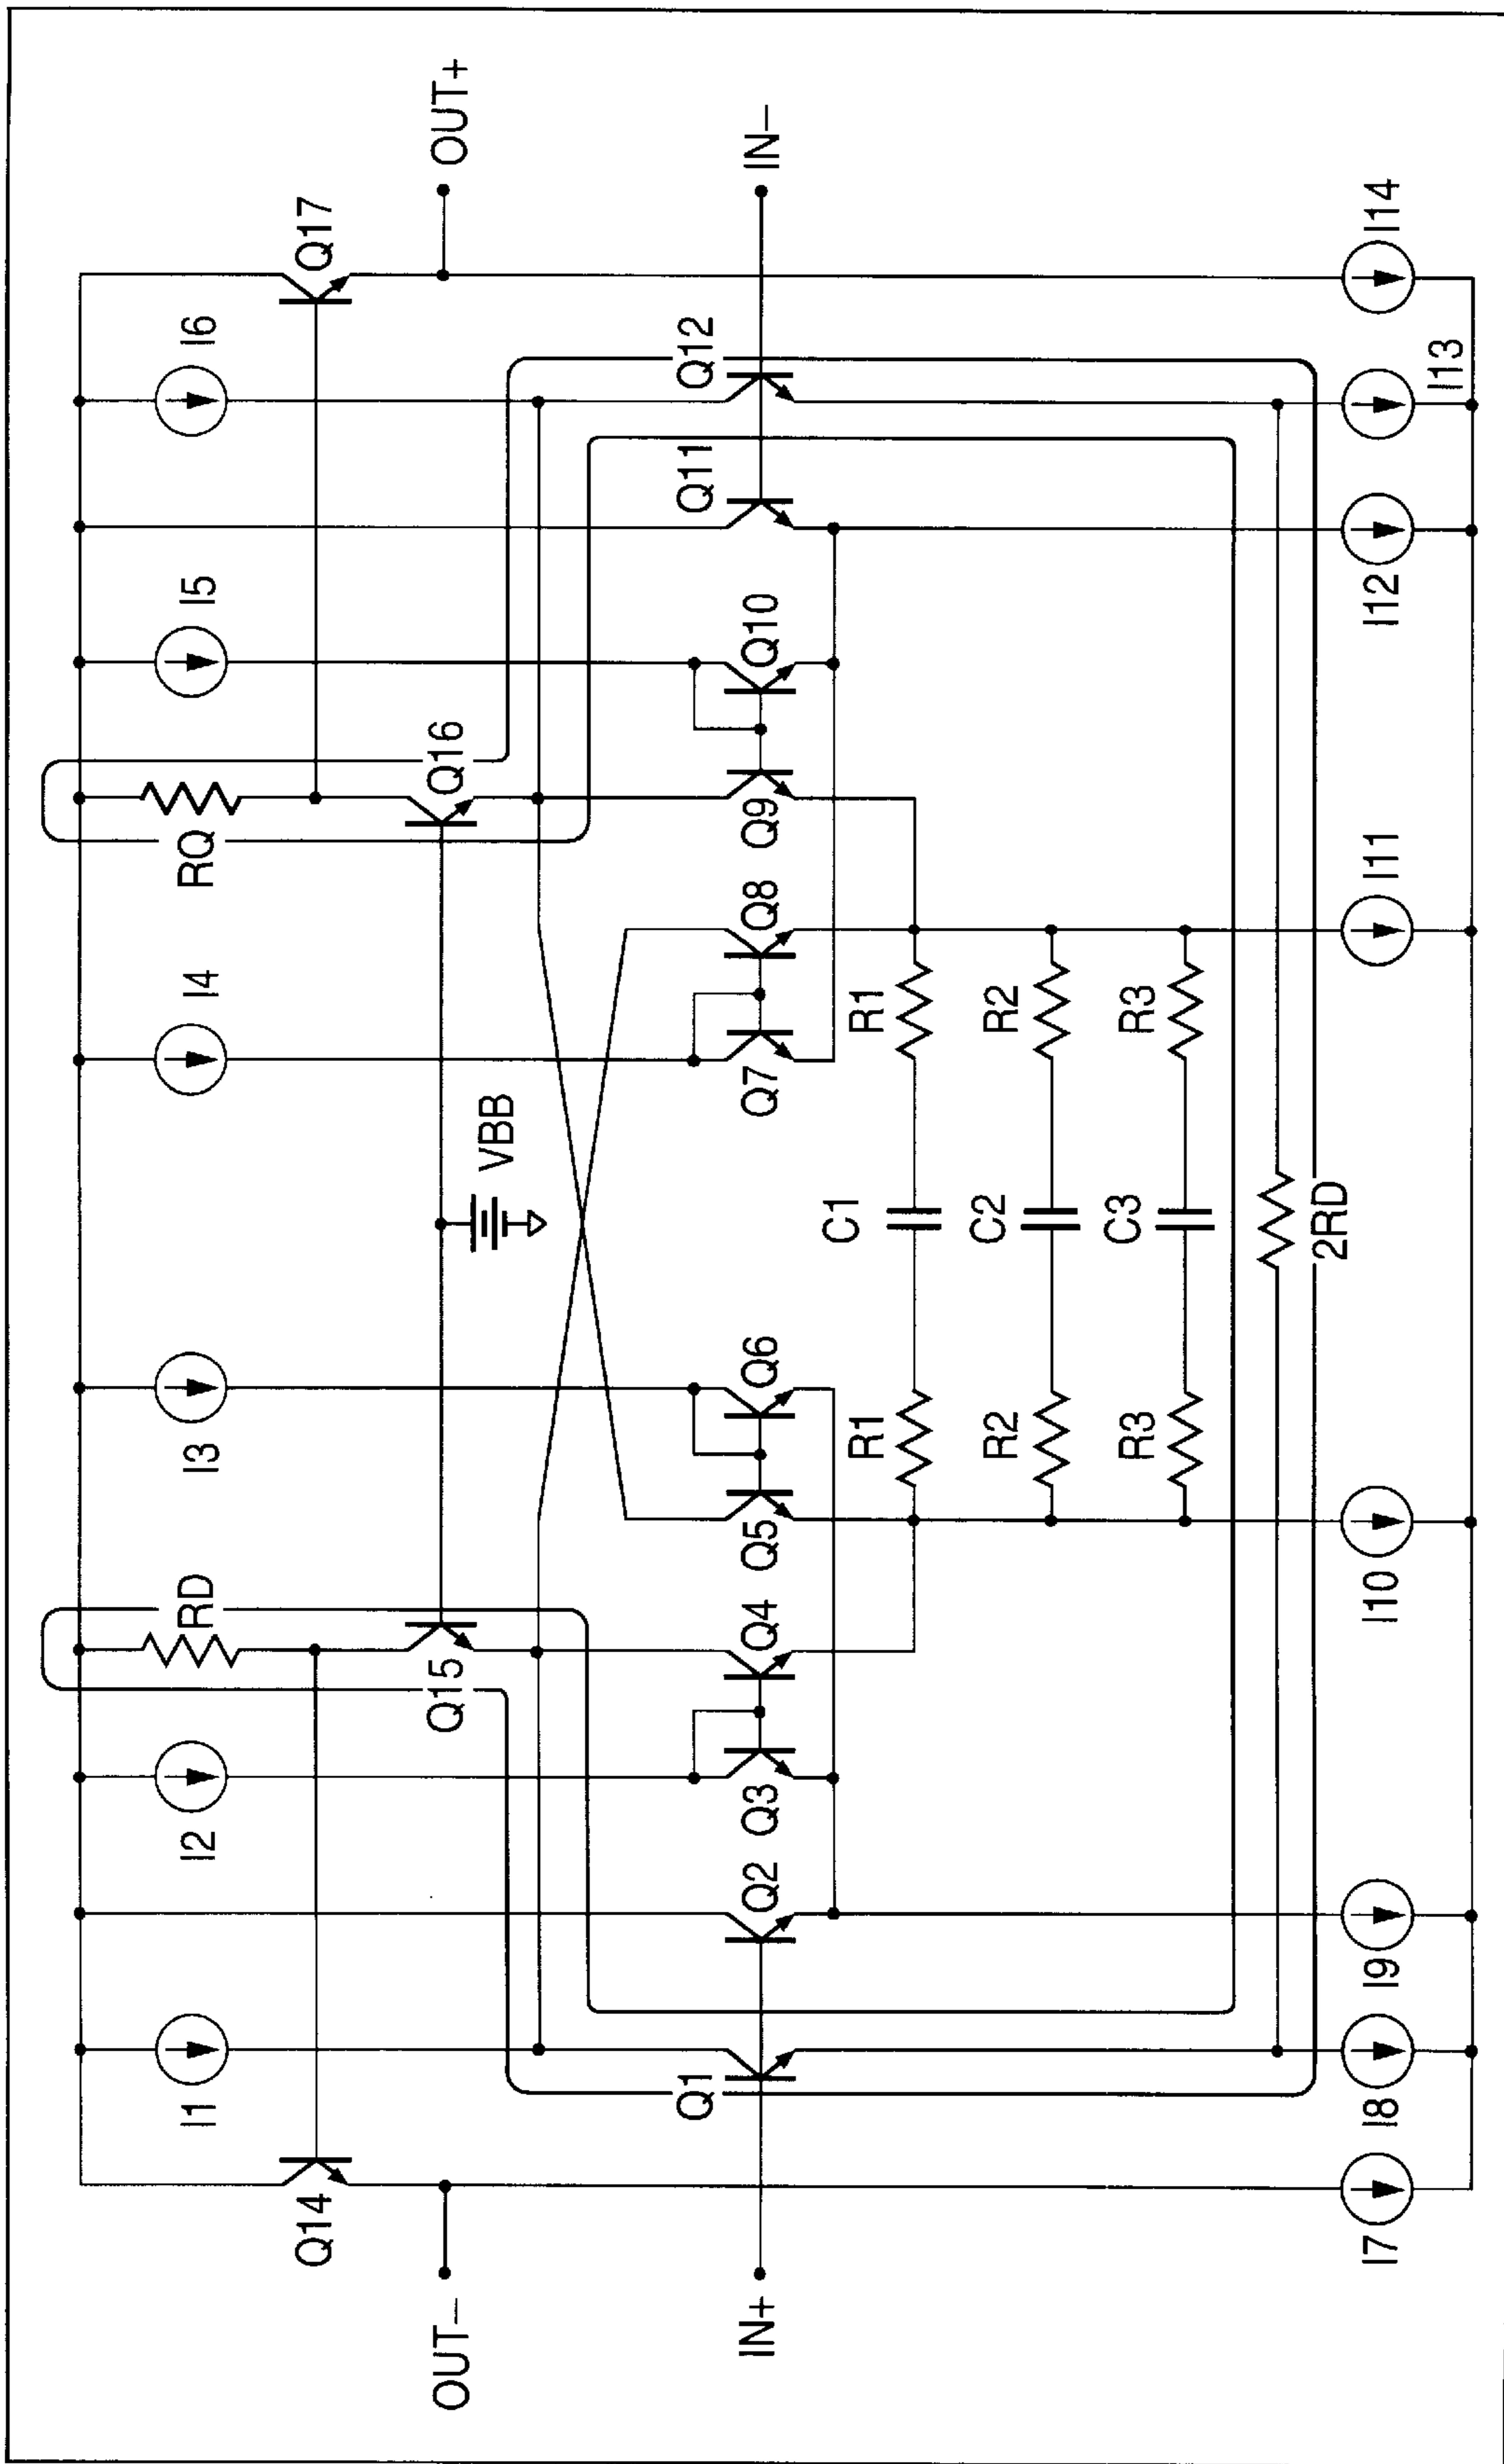 I1
I2
RD
I3
I4
RQ
I5
I6
Q14
Q17
OUT–
Q15
VBB
Q16
OUT+
IN+
Q1
Q2
Q3
Q4
Q5
Q6
Q7
Q8
Q9
Q10
Q11
Q12
IN–
R1
C1
R1
R2
C2
R2
R3
C3
R3
2RD
I7
I8
I9
I10
I11
I12
I13
I14